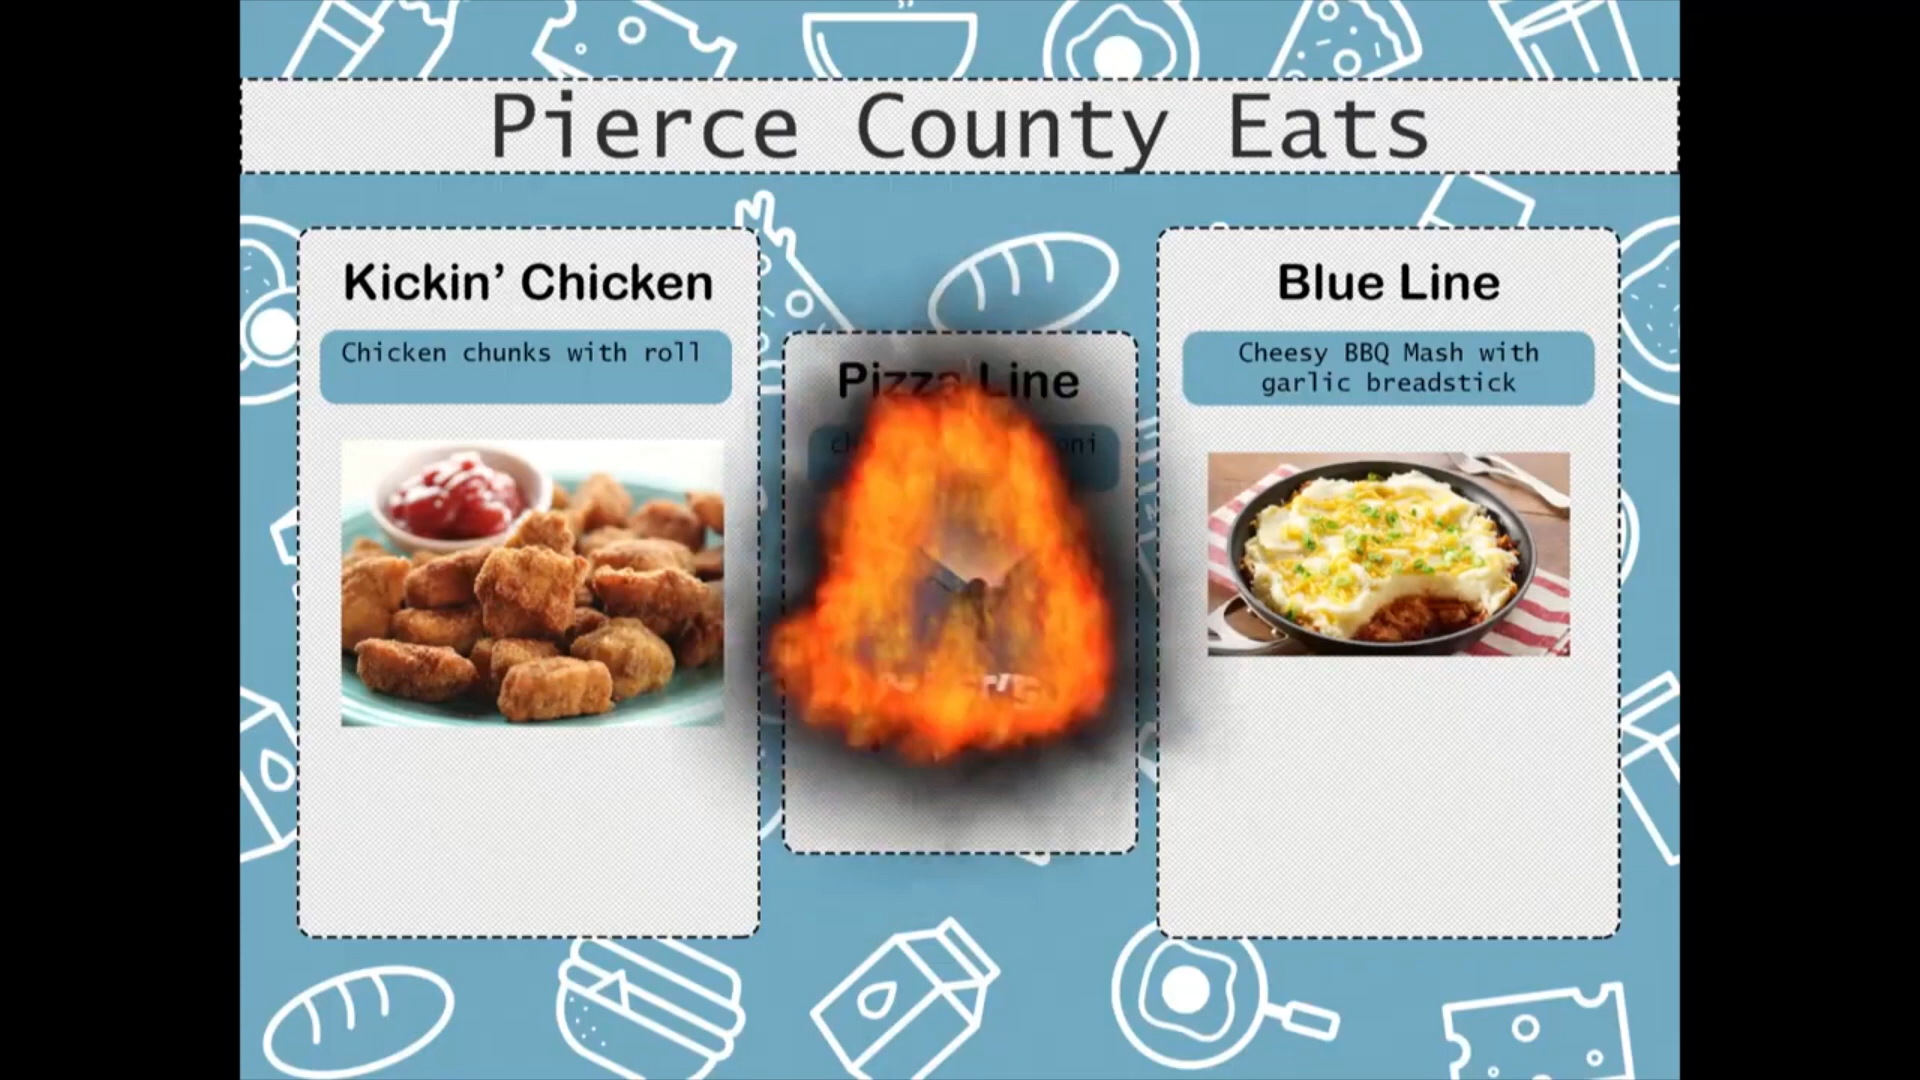 Pierce County Eats
Kickin’ Chicken
Chicken chunks with roll
Pizza Line
Blue Line
Cheesy BBQ Mash with
garlic breadstick